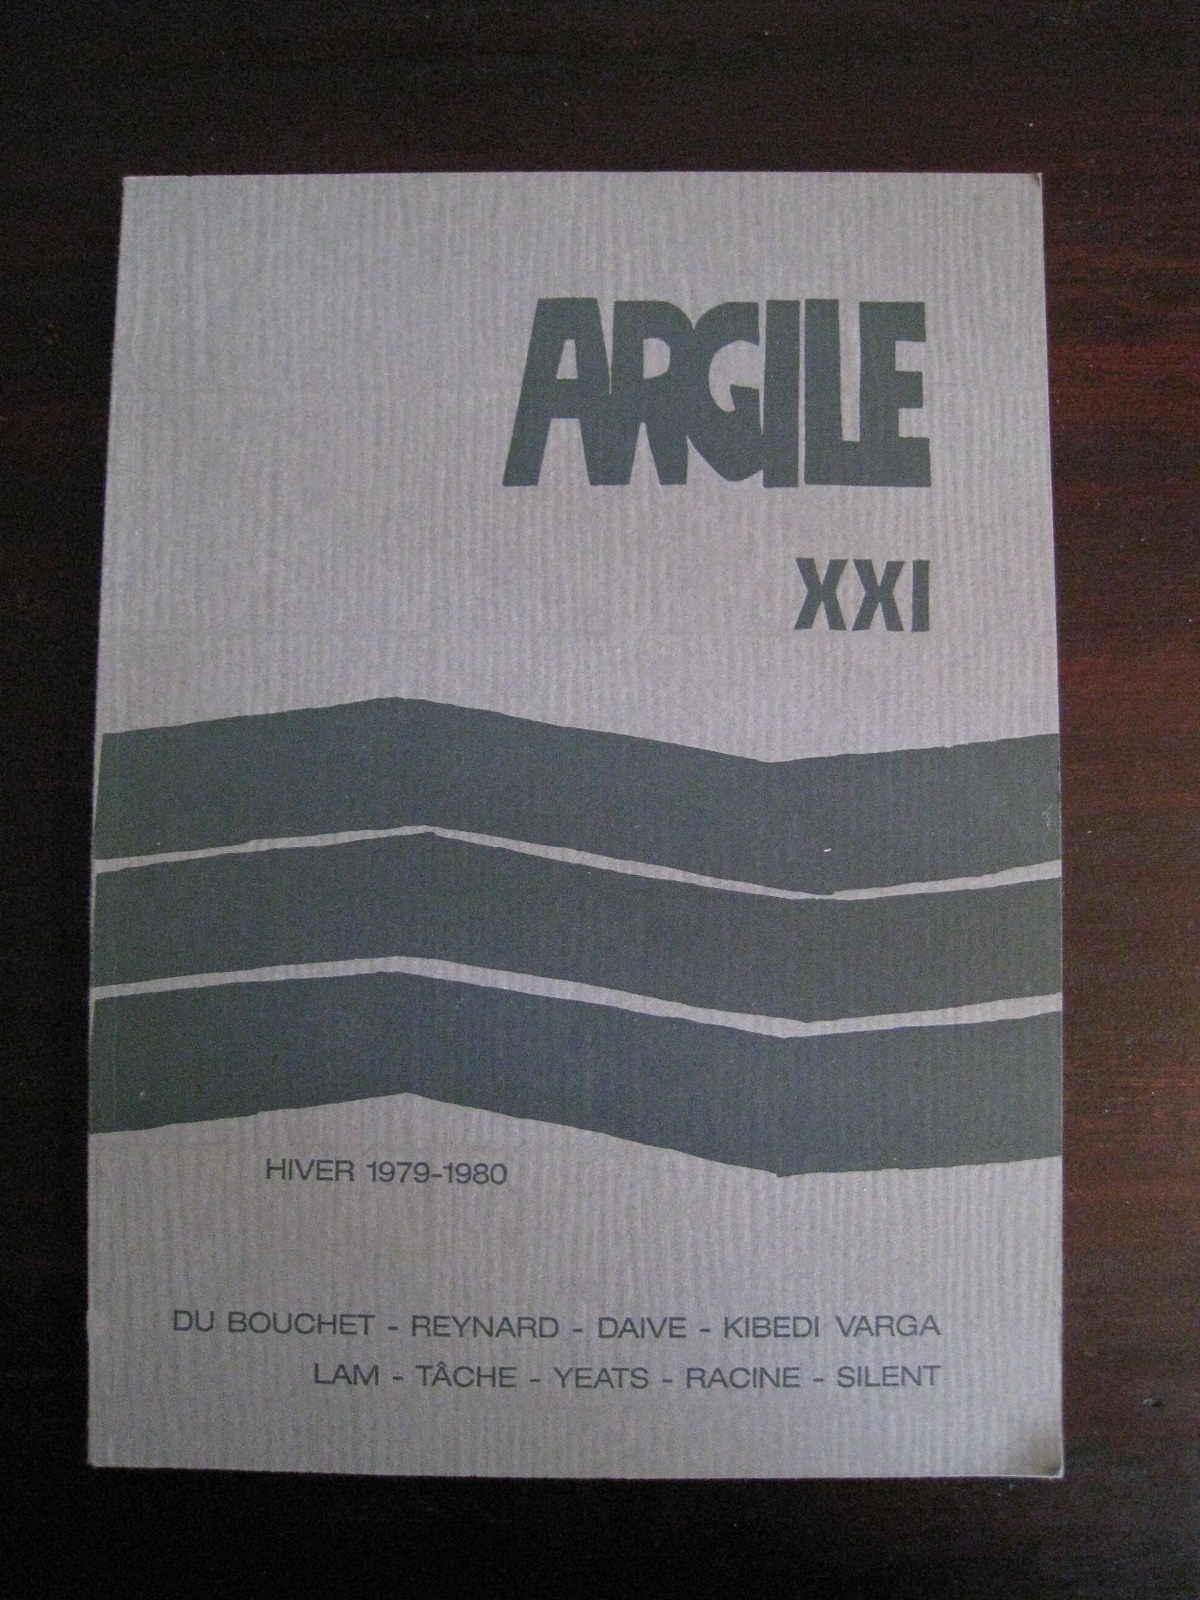 ARGILE
XXI
HIVER 1979-1980
DU BOUCHET - REYNARD - DAIVE - KIBEDI VARGA
LAM - TÂCHE - YEATS - RACINE - SILENT